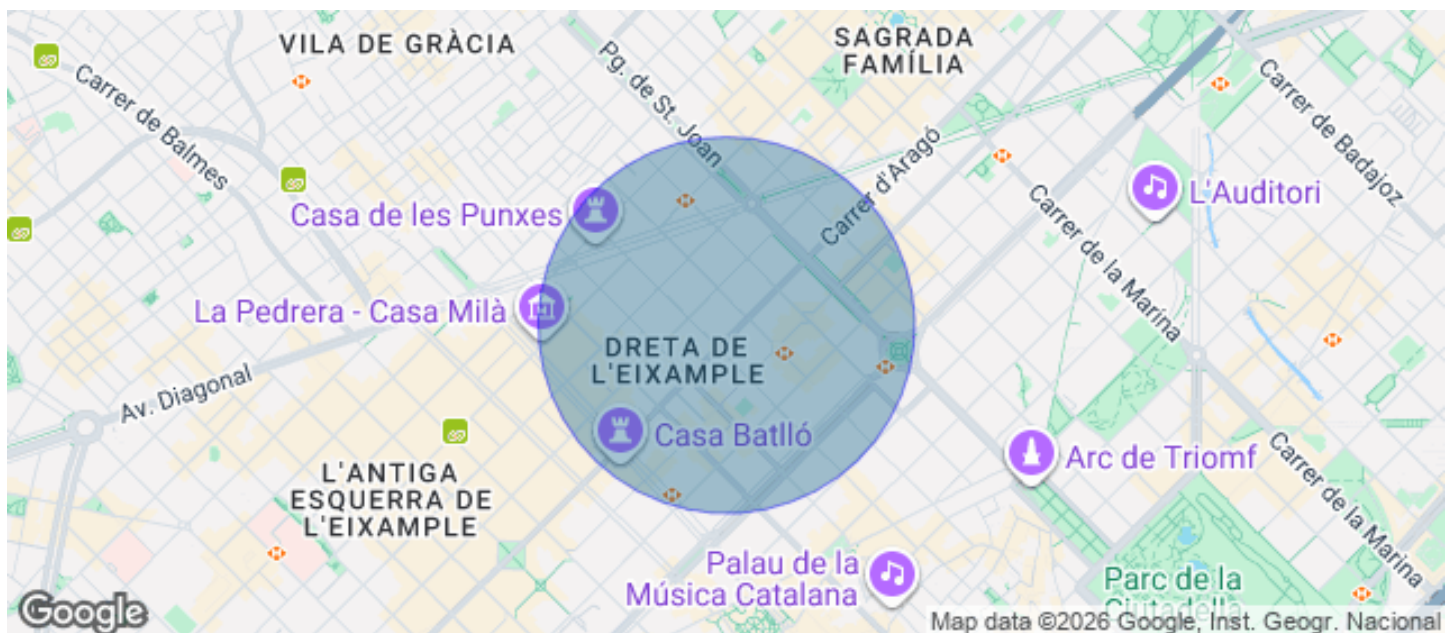 VILA DE GRÀCIA
Pg. de St. Joan
SAGRADA
FAMÍLIA
Carrer de Balmes
Carrer de Badajoz
Casa de les Punxes
Carrer d'Aragó
L'Auditori
Carrer de la Marina
La Pedrera - Casa Milà
DRETA DE
L'EIXAMPLE
Av. Diagonal
Casa Batlló
Arc de Triomf
L'ANTIGA
ESQUERRA DE
L'EIXAMPLE
Carrer de la Marina
Palau de la
Música Catalana
Parc de la
Ciutadella
Google
Map data ©2026 Google, Inst. Geogr. Nacional